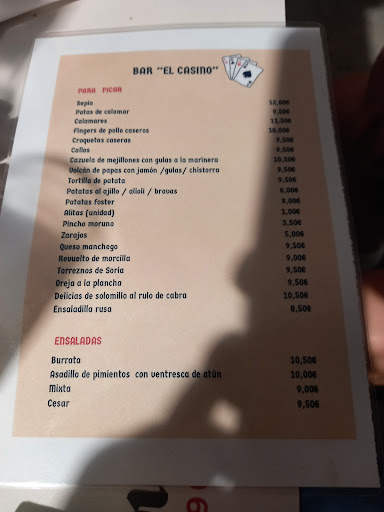 BAR "EL CASINO"
PARA PICAR
Sepia 12,00€
Patas de calamar 9,50€
Calamares 11,50€
Fingers de pollo caseros 10,00€
Croquetas caseras 9,50€
Callos 9,50€
Cazuela de mejillones con gulas a la marinera 10,50€
Volcán de papas con jamón /gulas/ chistorra 9,50€
Tortilla de patata 9,50€
Patatas al ajillo / alioli / bravas 6,00€
Patatas foster 9,00€
Alitas (unidad) 1,00€
Pincho moruno 3,50€
Zarajos 5,00€
Queso manchego 9,50€
Revuelto de morcilla 9,00€
Torreznos de Soria 9,50€
Oreja a la plancha 9,50€
Delicias de solomillo al rulo de cabra 10,50€
Ensaladilla rusa 8,50€
ENSALADAS
Burrata 10,50€
Asadillo de pimientos con ventresca de atún 10,00€
Mixta 9,00€
Cesar 9,50€